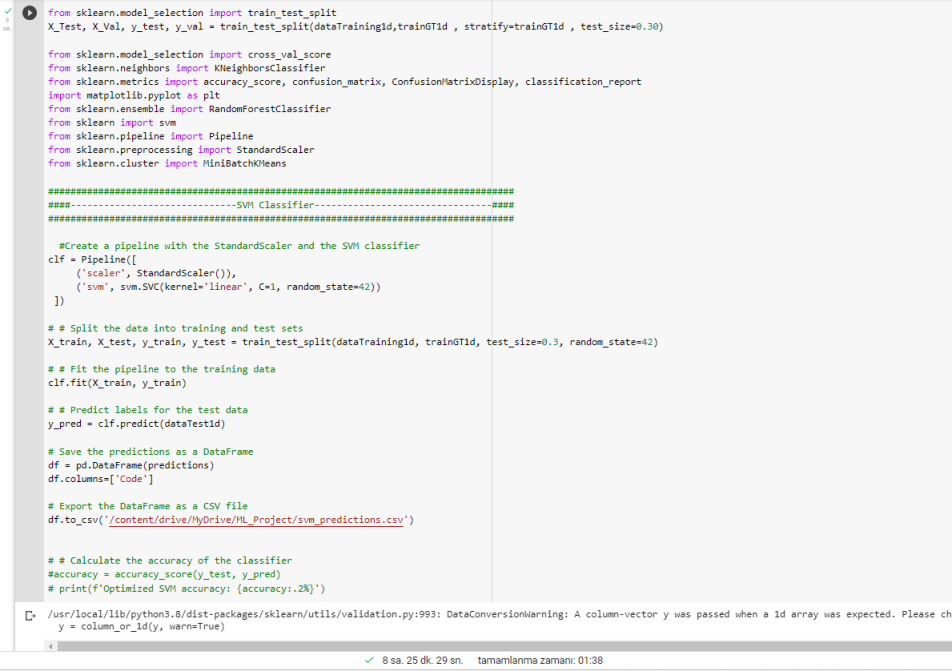 from sklearn.model_selection import train_test_split
X_Test, X_Val, y_test, y_val = train_test_split(dataTraining1d,trainGT1d , stratify=trainGT1d , test_size=0.30)
from sklearn.model_selection import cross_val_score
from sklearn.neighbors import KNeighborsClassifier
from sklearn.metrics import accuracy_score, confusion_matrix, ConfusionMatrixDisplay, classification_report
import matplotlib.pyplot as plt
from sklearn.ensemble import RandomForestClassifier
from sklearn import svm
from sklearn.pipeline import Pipeline
from sklearn.preprocessing import StandardScaler
from sklearn.cluster import MiniBatchKMeans
####################################################################################
####------------------------------SVM Classifier--------------------------------####
####################################################################################
#Create a pipeline with the StandardScaler and the SVM classifier
clf = Pipeline([
('scaler', StandardScaler()),
('svm', svm.SVC(kernel='linear', C=1, random_state=42))
])
# # Split the data into training and test sets
X_train, X_test, y_train, y_test = train_test_split(dataTraining1d, trainGT1d, test_size=0.3, random_state=42)
# # Fit the pipeline to the training data
clf.fit(X_train, y_train)
# # Predict labels for the test data
y_pred = clf.predict(dataTest1d)
# Save the predictions as a DataFrame
df = pd.DataFrame(predictions)
df.columns=['Code']
# Export the DataFrame as a CSV file
df.to_csv('/content/drive/MyDrive/ML_Project/svm_predictions.csv')
# # Calculate the accuracy of the classifier
#accuracy = accuracy_score(y_test, y_pred)
# print(f'Optimized SVM accuracy: {accuracy:.2%}')
/usr/local/lib/python3.8/dist-packages/sklearn/utils/validation.py:993: DataConversionWarning: A column-vector y was passed when a 1d array was expected. Please ch
y = column_or_1d(y, warn=True)
8 sa. 25 dk. 29 sn. tamamlanma zamanı: 01:38